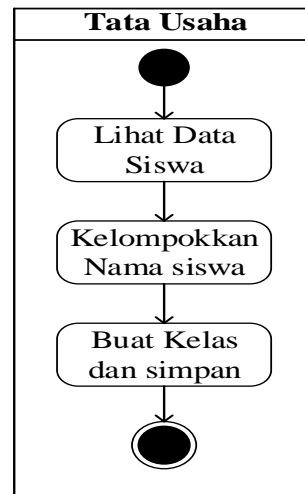 Tata Usaha
Lihat Data
Siswa
Kelompokkan
Nama siswa
Buat Kelas
dan simpan